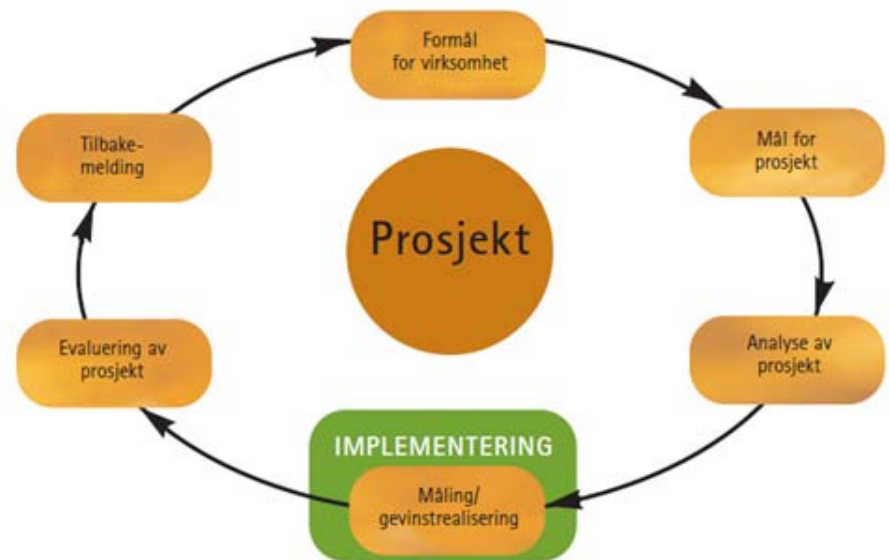 Formål
for virksomhet
Mål for
prosjekt
Analyse av
prosjekt
IMPLEMENTERING
Måling/
gevinstrealisering
Evaluering av
prosjekt
Tilbake-
melding
Prosjekt